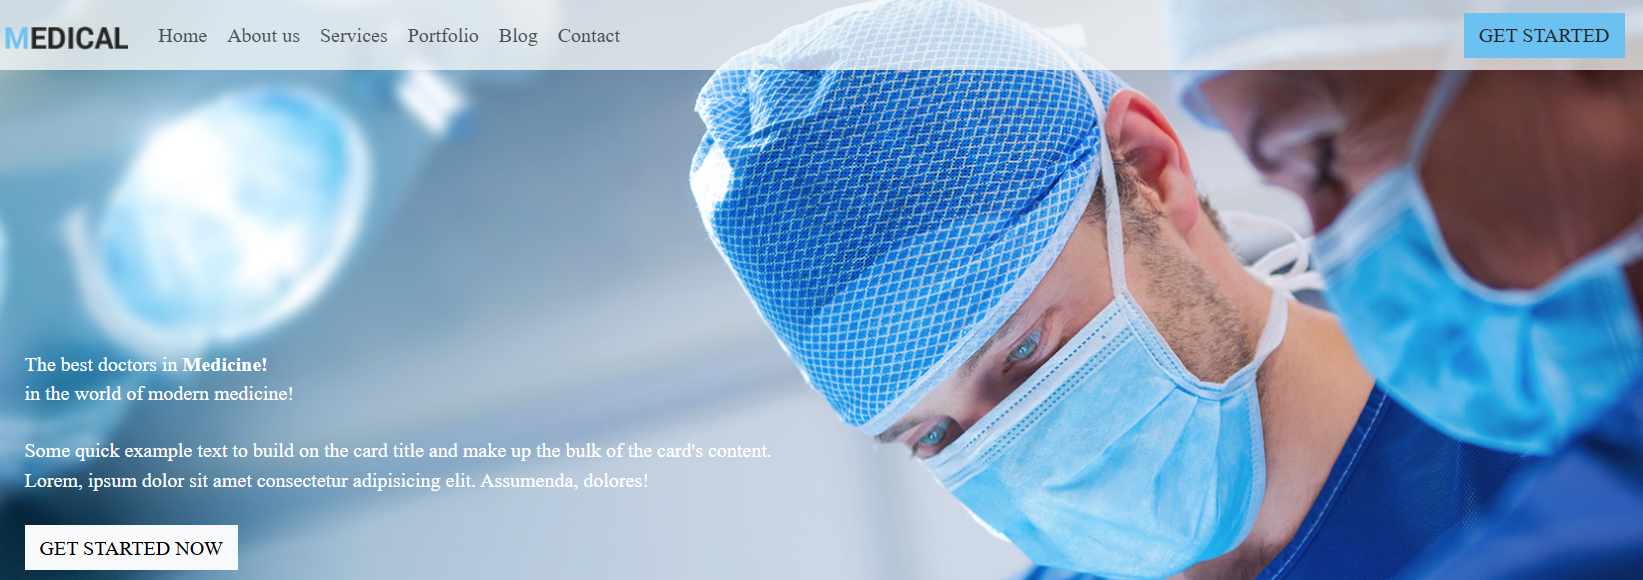 MEDICAL Home About us Services Portfolio Blog Contact GET STARTED
The best doctors in Medicine!
in the world of modern medicine!
Some quick example text to build on the card title and make up the bulk of the card's content.
Lorem, ipsum dolor sit amet consectetur adipisicing elit. Assumenda, dolores!
GET STARTED NOW